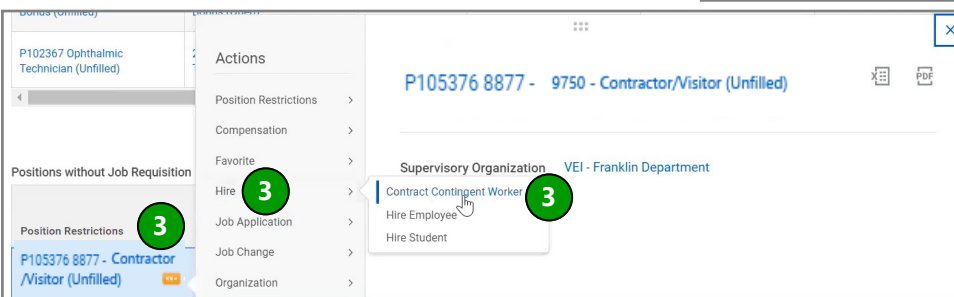 Bonds (Unfilled)
P102367 Ophthalmic
Technician (Unfilled)
Positions without Job Requisition
Position Restrictions
3
P105376 8877 - Contractor
/Visitor (Unfilled)
Actions
Position Restrictions
Compensation
Favorite
Hire
3
Job Application
Job Change
Organization
Contract Contingent Worker
3
Hire Employee
Hire Student
P105376 8877 - 9750 - Contractor/Visitor (Unfilled)
PDF
Supervisory Organization VEI - Franklin Department